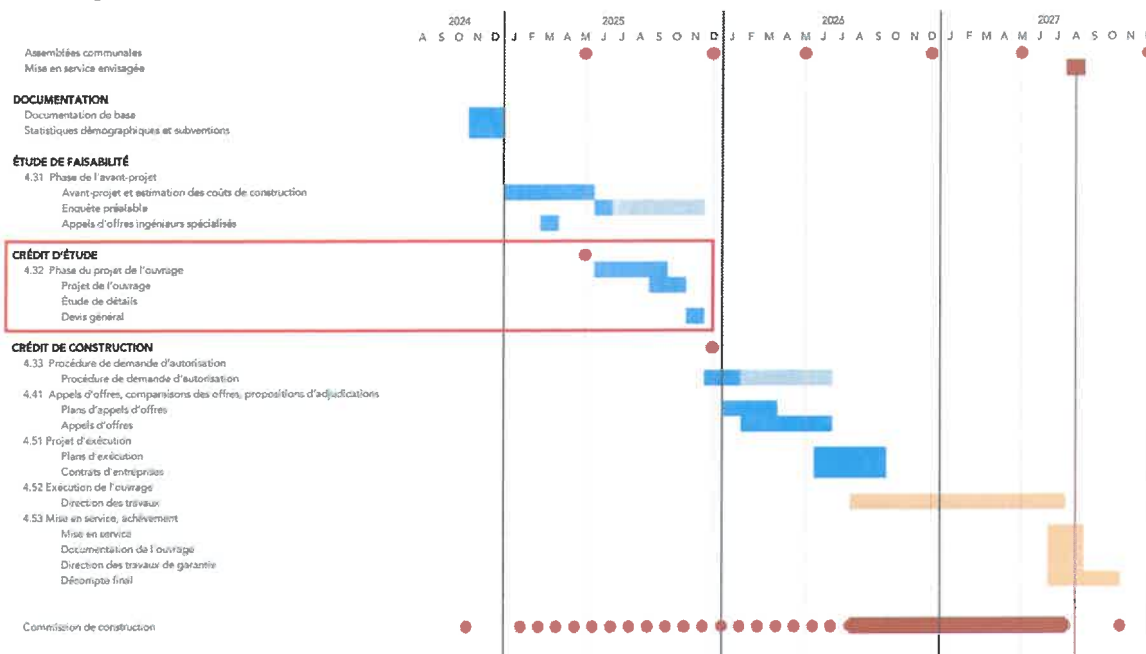 2024 2025 2026 2027
A S O N D J F M A M J J A S O N D J F M A M J J A S O N D J F M A M J J A S O N
Assemblées communales
Mise en service envisagée
DOCUMENTATION
Documentation de base
Statistiques démographiques et subventions
ÉTUDE DE FAISABILITÉ
4.31 Phase de l'avant-projet
Avant-projet et estimation des coûts de construction
Enquête préalable
Appels d'offres ingénieurs spécialisés
CRÉDIT D'ÉTUDE
4.32 Phase du projet de l'ouvrage
Projet de l'ouvrage
Étude de détails
Devis général
CRÉDIT DE CONSTRUCTION
4.33 Procédure de demande d'autorisation
Procédure de demande d'autorisation
4.41 Appels d'offres, comparaisons des offres, propositions d'adjudications
Plans d'appels d'offres
Appels d'offres
4.51 Projet d'exécution
Plans d'exécution
Contrats d'entreprises
4.52 Exécution de l'ouvrage
Direction des travaux
4.53 Mise en service, achèvement
Mise en service
Documentation de l'ouvrage
Direction des travaux de garantie
Décompte final
Commission de construction